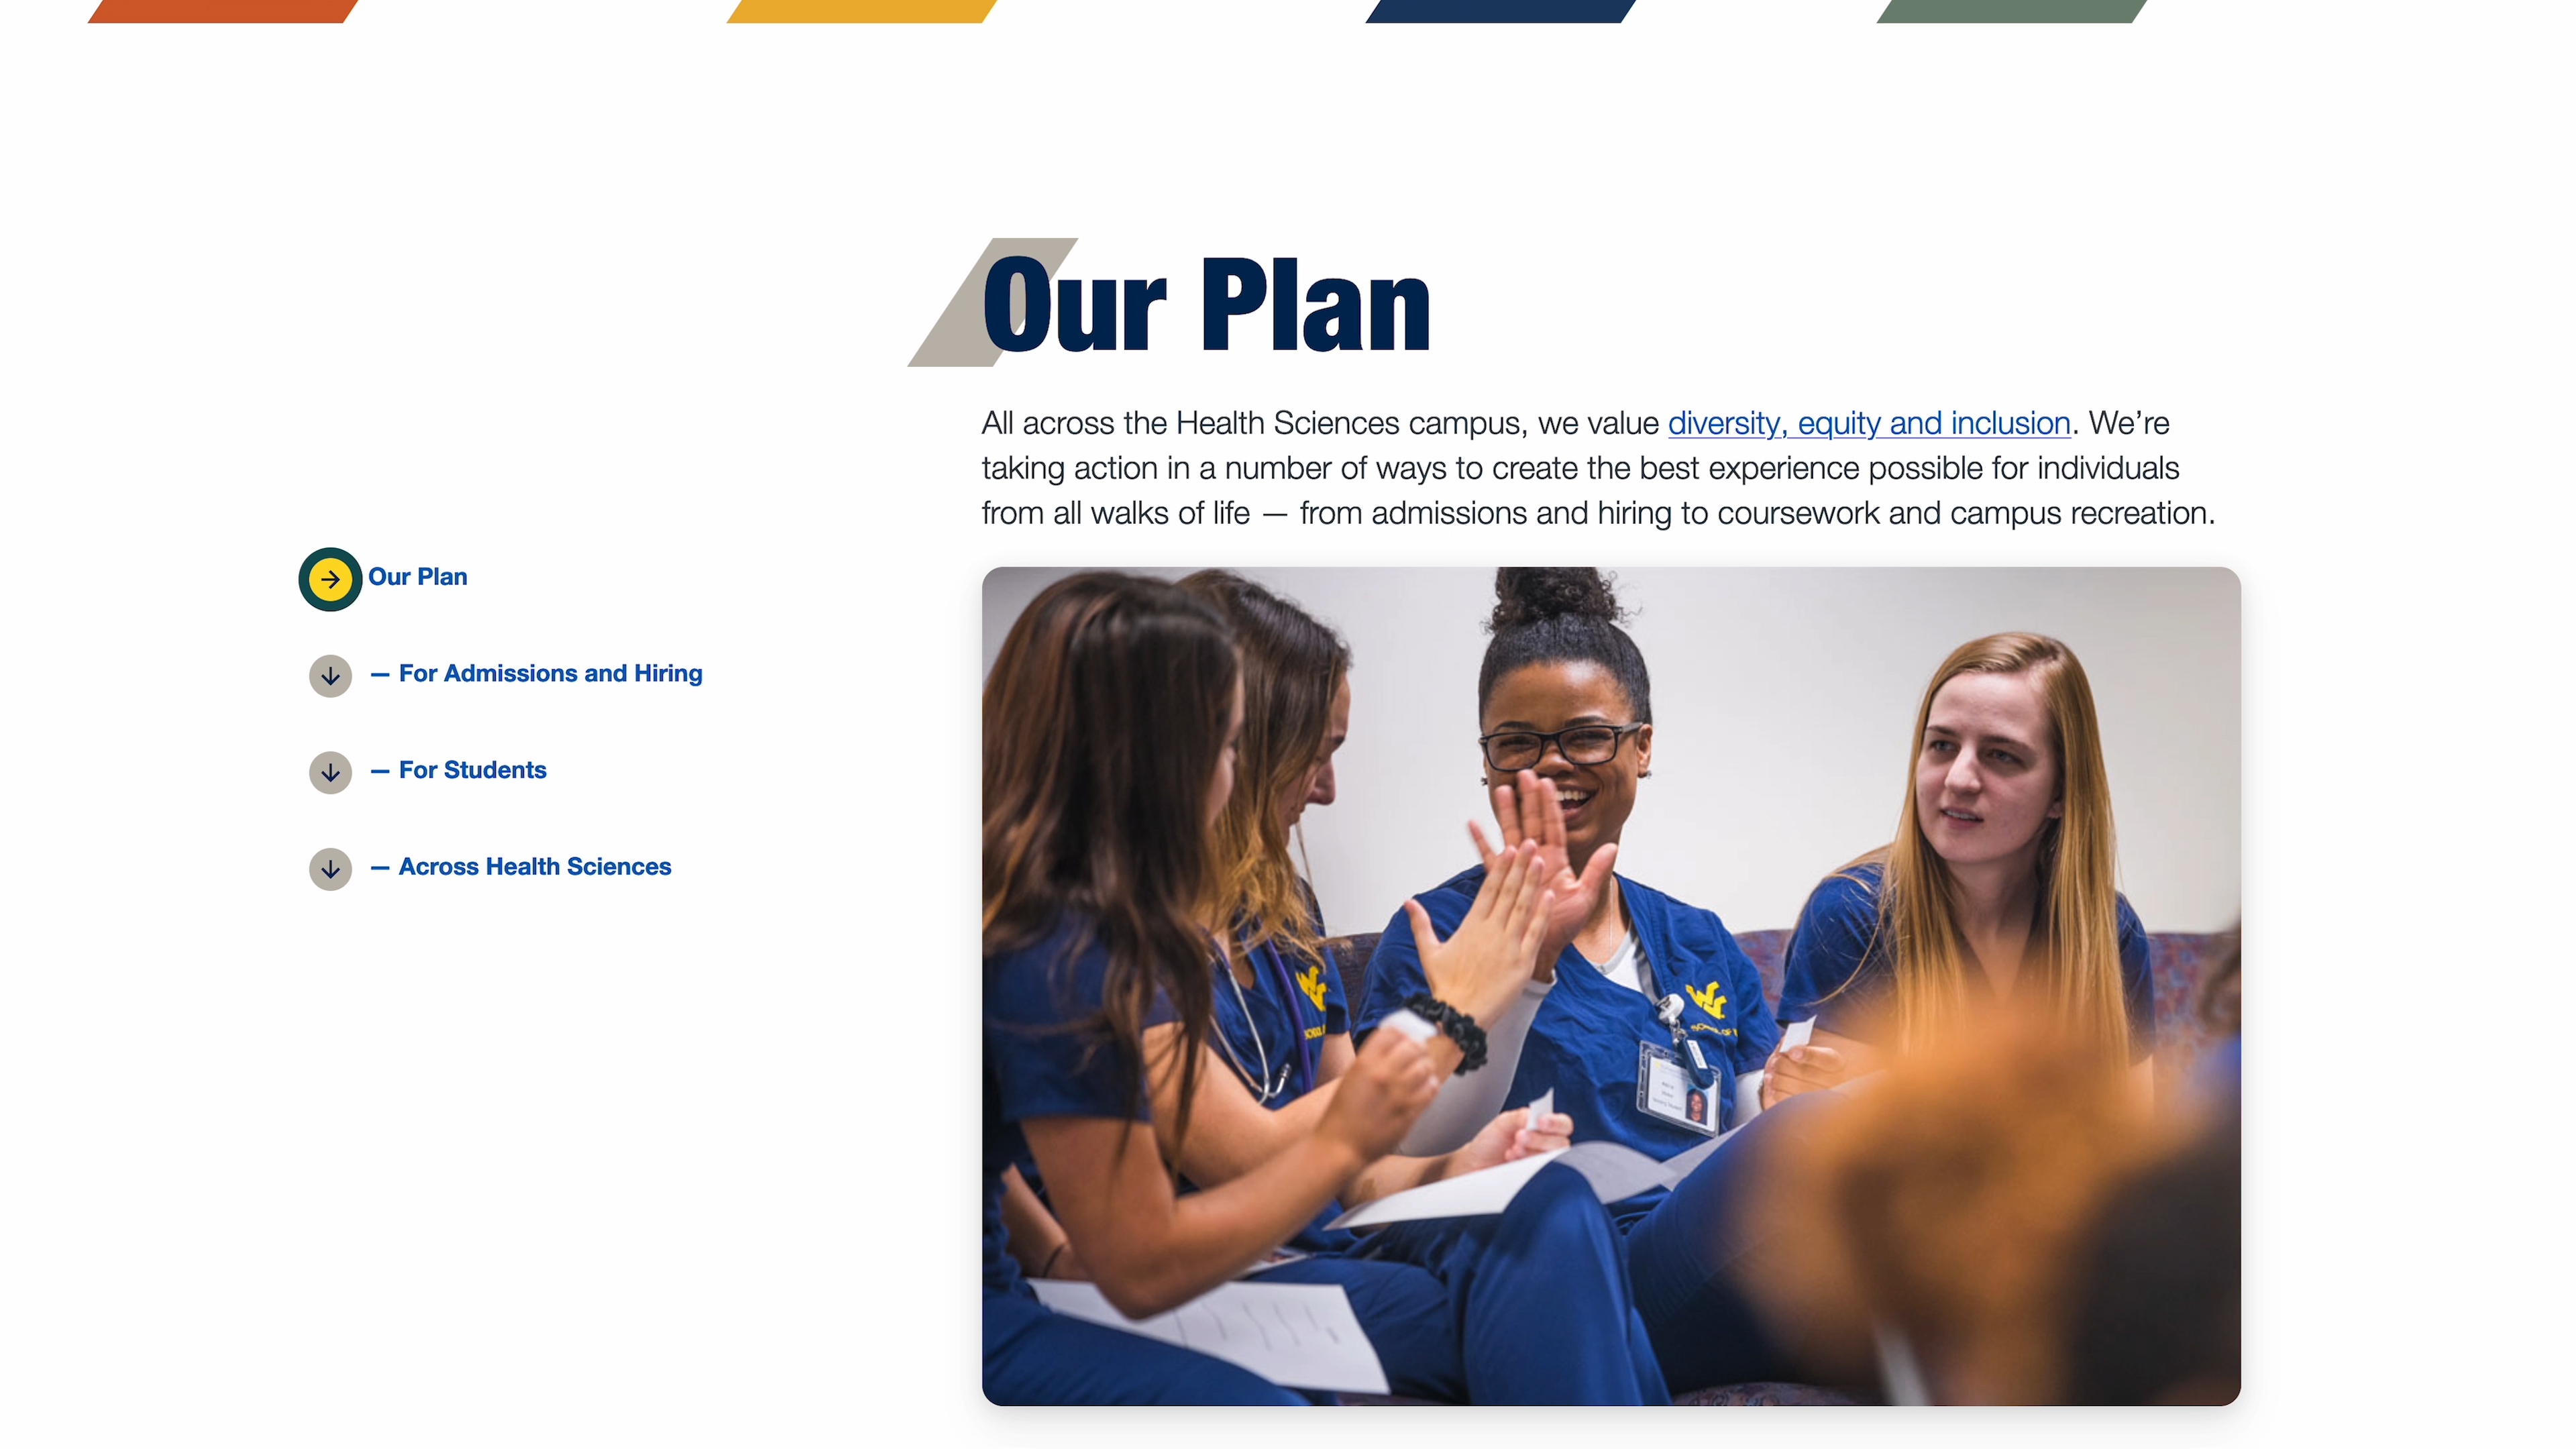 Our Plan
All across the Health Sciences campus, we value diversity, equity and inclusion. We’re
taking action in a number of ways to create the best experience possible for individuals
from all walks of life — from admissions and hiring to coursework and campus recreation.
Our Plan
— For Admissions and Hiring
— For Students
— Across Health Sciences